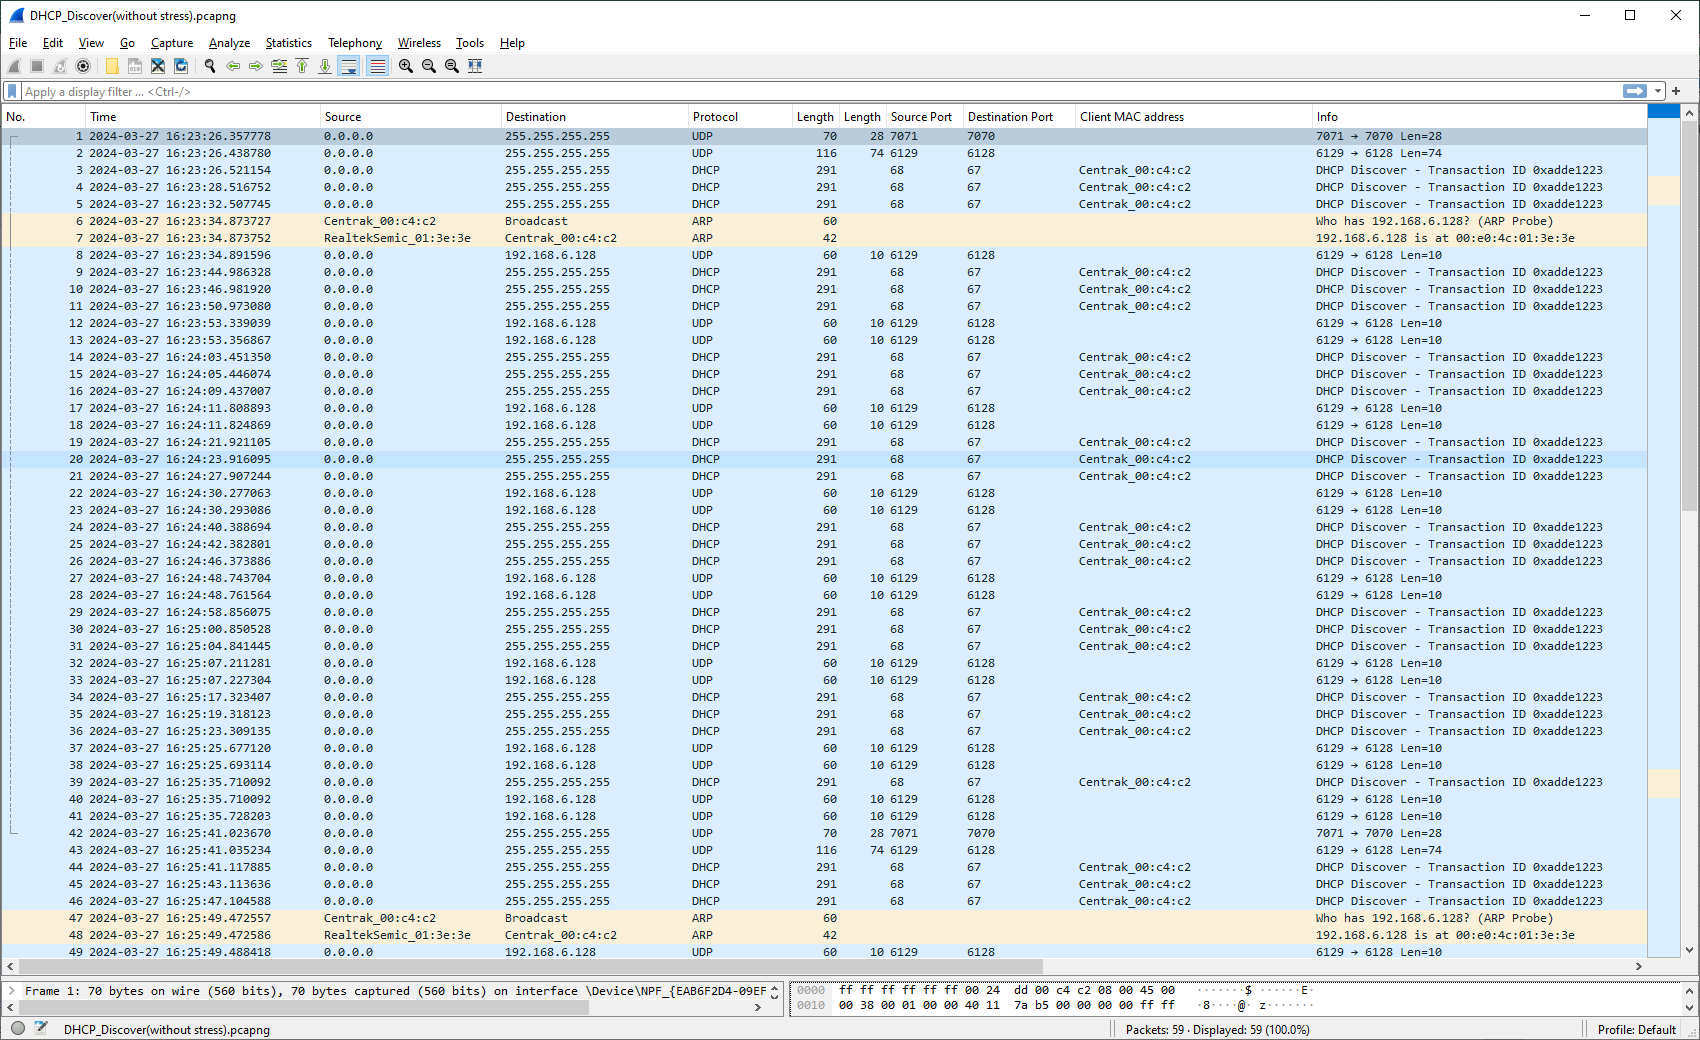 DHCP_Discover(without stress).pcapng
File Edit View Go Capture Analyze Statistics Telephony Wireless Tools Help
Apply a display filter ... <Ctrl-/>
No. Time Source Destination Protocol Length Length Source Port Destination Port Client MAC address Info
1 2024-03-27 16:23:26.357778 0.0.0.0 255.255.255.255 UDP 70 28 7071 7070 7071 → 7070 Len=28
2 2024-03-27 16:23:26.438780 0.0.0.0 255.255.255.255 UDP 116 74 6129 6128 6129 → 6128 Len=74
3 2024-03-27 16:23:26.521154 0.0.0.0 255.255.255.255 DHCP 291 68 67 Centrak_00:c4:c2 DHCP Discover - Transaction ID 0xadde1223
4 2024-03-27 16:23:28.516752 0.0.0.0 255.255.255.255 DHCP 291 68 67 Centrak_00:c4:c2 DHCP Discover - Transaction ID 0xadde1223
5 2024-03-27 16:23:32.507745 0.0.0.0 255.255.255.255 DHCP 291 68 67 Centrak_00:c4:c2 DHCP Discover - Transaction ID 0xadde1223
6 2024-03-27 16:23:34.873727 Centrak_00:c4:c2 Broadcast ARP 60 Who has 192.168.6.128? (ARP Probe)
7 2024-03-27 16:23:34.873752 RealtekSemic_01:3e:3e Centrak_00:c4:c2 ARP 42 192.168.6.128 is at 00:e0:4c:01:3e:3e
8 2024-03-27 16:23:34.891596 0.0.0.0 192.168.6.128 UDP 60 10 6129 6128 6129 → 6128 Len=10
9 2024-03-27 16:23:44.986328 0.0.0.0 255.255.255.255 DHCP 291 68 67 Centrak_00:c4:c2 DHCP Discover - Transaction ID 0xadde1223
10 2024-03-27 16:23:46.981920 0.0.0.0 255.255.255.255 DHCP 291 68 67 Centrak_00:c4:c2 DHCP Discover - Transaction ID 0xadde1223
11 2024-03-27 16:23:50.973080 0.0.0.0 255.255.255.255 DHCP 291 68 67 Centrak_00:c4:c2 DHCP Discover - Transaction ID 0xadde1223
12 2024-03-27 16:23:53.339039 0.0.0.0 192.168.6.128 UDP 60 10 6129 6128 6129 → 6128 Len=10
13 2024-03-27 16:23:53.356867 0.0.0.0 192.168.6.128 UDP 60 10 6129 6128 6129 → 6128 Len=10
14 2024-03-27 16:24:03.451350 0.0.0.0 255.255.255.255 DHCP 291 68 67 Centrak_00:c4:c2 DHCP Discover - Transaction ID 0xadde1223
15 2024-03-27 16:24:05.446074 0.0.0.0 255.255.255.255 DHCP 291 68 67 Centrak_00:c4:c2 DHCP Discover - Transaction ID 0xadde1223
16 2024-03-27 16:24:09.437007 0.0.0.0 255.255.255.255 DHCP 291 68 67 Centrak_00:c4:c2 DHCP Discover - Transaction ID 0xadde1223
17 2024-03-27 16:24:11.808893 0.0.0.0 192.168.6.128 UDP 60 10 6129 6128 6129 → 6128 Len=10
18 2024-03-27 16:24:11.824869 0.0.0.0 192.168.6.128 UDP 60 10 6129 6128 6129 → 6128 Len=10
19 2024-03-27 16:24:21.921105 0.0.0.0 255.255.255.255 DHCP 291 68 67 Centrak_00:c4:c2 DHCP Discover - Transaction ID 0xadde1223
20 2024-03-27 16:24:23.916095 0.0.0.0 255.255.255.255 DHCP 291 68 67 Centrak_00:c4:c2 DHCP Discover - Transaction ID 0xadde1223
21 2024-03-27 16:24:27.907244 0.0.0.0 255.255.255.255 DHCP 291 68 67 Centrak_00:c4:c2 DHCP Discover - Transaction ID 0xadde1223
22 2024-03-27 16:24:30.277063 0.0.0.0 192.168.6.128 UDP 60 10 6129 6128 6129 → 6128 Len=10
23 2024-03-27 16:24:30.293086 0.0.0.0 192.168.6.128 UDP 60 10 6129 6128 6129 → 6128 Len=10
24 2024-03-27 16:24:40.388694 0.0.0.0 255.255.255.255 DHCP 291 68 67 Centrak_00:c4:c2 DHCP Discover - Transaction ID 0xadde1223
25 2024-03-27 16:24:42.382801 0.0.0.0 255.255.255.255 DHCP 291 68 67 Centrak_00:c4:c2 DHCP Discover - Transaction ID 0xadde1223
26 2024-03-27 16:24:46.373886 0.0.0.0 255.255.255.255 DHCP 291 68 67 Centrak_00:c4:c2 DHCP Discover - Transaction ID 0xadde1223
27 2024-03-27 16:24:48.743704 0.0.0.0 192.168.6.128 UDP 60 10 6129 6128 6129 → 6128 Len=10
28 2024-03-27 16:24:48.761564 0.0.0.0 192.168.6.128 UDP 60 10 6129 6128 6129 → 6128 Len=10
29 2024-03-27 16:24:58.856075 0.0.0.0 255.255.255.255 DHCP 291 68 67 Centrak_00:c4:c2 DHCP Discover - Transaction ID 0xadde1223
30 2024-03-27 16:25:00.850528 0.0.0.0 255.255.255.255 DHCP 291 68 67 Centrak_00:c4:c2 DHCP Discover - Transaction ID 0xadde1223
31 2024-03-27 16:25:04.841445 0.0.0.0 255.255.255.255 DHCP 291 68 67 Centrak_00:c4:c2 DHCP Discover - Transaction ID 0xadde1223
32 2024-03-27 16:25:07.211281 0.0.0.0 192.168.6.128 UDP 60 10 6129 6128 6129 → 6128 Len=10
33 2024-03-27 16:25:07.227304 0.0.0.0 192.168.6.128 UDP 60 10 6129 6128 6129 → 6128 Len=10
34 2024-03-27 16:25:17.323407 0.0.0.0 255.255.255.255 DHCP 291 68 67 Centrak_00:c4:c2 DHCP Discover - Transaction ID 0xadde1223
35 2024-03-27 16:25:19.318123 0.0.0.0 255.255.255.255 DHCP 291 68 67 Centrak_00:c4:c2 DHCP Discover - Transaction ID 0xadde1223
36 2024-03-27 16:25:23.309135 0.0.0.0 255.255.255.255 DHCP 291 68 67 Centrak_00:c4:c2 DHCP Discover - Transaction ID 0xadde1223
37 2024-03-27 16:25:25.677120 0.0.0.0 192.168.6.128 UDP 60 10 6129 6128 6129 → 6128 Len=10
38 2024-03-27 16:25:25.693114 0.0.0.0 192.168.6.128 UDP 60 10 6129 6128 6129 → 6128 Len=10
39 2024-03-27 16:25:35.710092 0.0.0.0 255.255.255.255 DHCP 291 68 67 Centrak_00:c4:c2 DHCP Discover - Transaction ID 0xadde1223
40 2024-03-27 16:25:35.710092 0.0.0.0 192.168.6.128 UDP 60 10 6129 6128 6129 → 6128 Len=10
41 2024-03-27 16:25:35.728203 0.0.0.0 192.168.6.128 UDP 60 10 6129 6128 6129 → 6128 Len=10
42 2024-03-27 16:25:41.023670 0.0.0.0 255.255.255.255 UDP 70 28 7071 7070 7071 → 7070 Len=28
43 2024-03-27 16:25:41.035234 0.0.0.0 255.255.255.255 UDP 116 74 6129 6128 6129 → 6128 Len=74
44 2024-03-27 16:25:41.117885 0.0.0.0 255.255.255.255 DHCP 291 68 67 Centrak_00:c4:c2 DHCP Discover - Transaction ID 0xadde1223
45 2024-03-27 16:25:43.113636 0.0.0.0 255.255.255.255 DHCP 291 68 67 Centrak_00:c4:c2 DHCP Discover - Transaction ID 0xadde1223
46 2024-03-27 16:25:47.104588 0.0.0.0 255.255.255.255 DHCP 291 68 67 Centrak_00:c4:c2 DHCP Discover - Transaction ID 0xadde1223
47 2024-03-27 16:25:49.472557 Centrak_00:c4:c2 Broadcast ARP 60 Who has 192.168.6.128? (ARP Probe)
48 2024-03-27 16:25:49.472586 RealtekSemic_01:3e:3e Centrak_00:c4:c2 ARP 42 192.168.6.128 is at 00:e0:4c:01:3e:3e
49 2024-03-27 16:25:49.488418 0.0.0.0 192.168.6.128 UDP 60 10 6129 6128 6129 → 6128 Len=10
Frame 1: 70 bytes on wire (560 bits), 70 bytes captured (560 bits) on interface \Device\NPF_{EAB6F2D4-09EF
0000 ff ff ff ff ff ff 00 24 dd 00 c4 c2 08 00 45 00 ·······$ ······E·
0010 00 38 00 01 00 00 40 11 7a b5 00 00 00 00 ff ff ·8····@· z·······
DHCP_Discover(without stress).pcapng
Packets: 59 · Displayed: 59 (100.0%)
Profile: Default